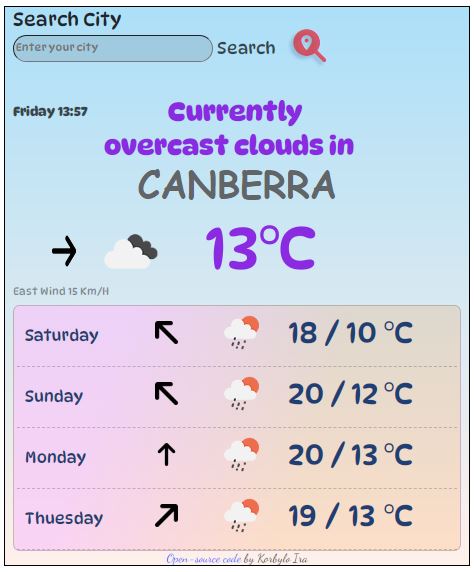 Search City
Enter your city
Search
Friday 13:57
Currently
overcast clouds in
CANBERRA
13°C
East Wind 15 Km/H
Saturday 18 / 10 °C
Sunday 20 / 12 °C
Monday 20 / 13 °C
Thuesday 19 / 13 °C
Open-source code by Korbylo Ira